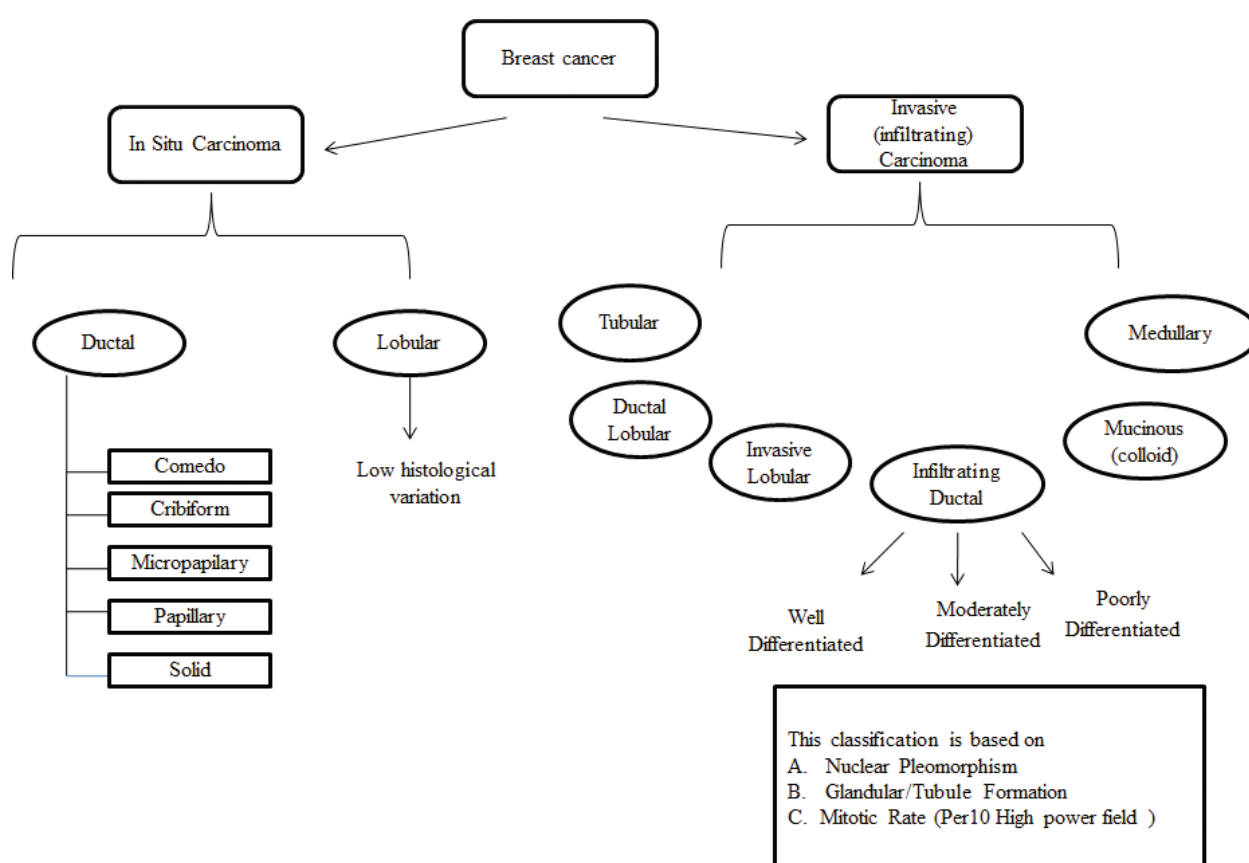 Breast cancer
In Situ Carcinoma
Invasive
(infiltrating)
Carcinoma
Ductal
Lobular
Comedo
Cribiform
Micropapilary
Papillary
Solid
Low histological
variation
Tubular
Ductal
Lobular
Invasive
Lobular
Infiltrating
Ductal
Medullary
Mucinous
(colloid)
Well
Differentiated
Moderately
Differentiated
Poorly
Differentiated
This classification is based on
A. Nuclear Pleomorphism
B. Glandular/Tubule Formation
C. Mitotic Rate (Per10 High power field )